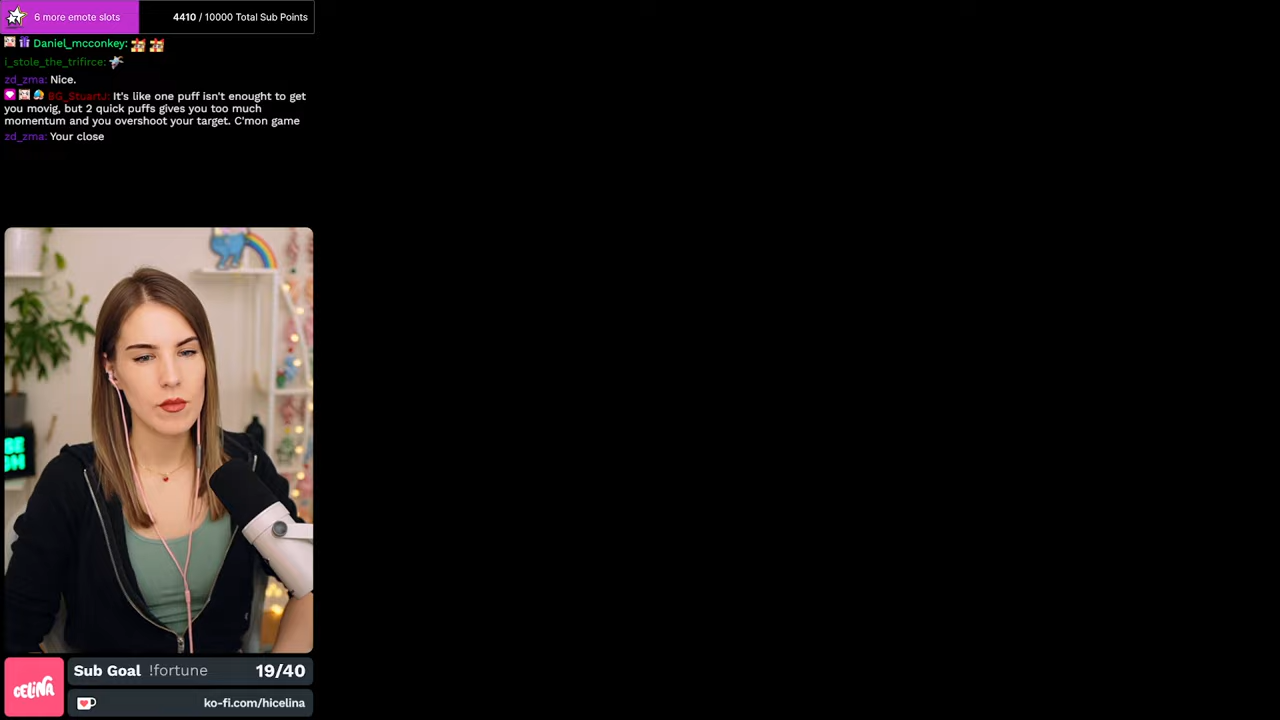 6 more emote slots
4410 / 10000 Total Sub Points
Daniel_mcconkey:
i_stole_the_trifirce:
zd_zma: Nice.
BG_StuartJ: It's like one puff isn't enought to get
you movig, but 2 quick puffs gives you too much
momentum and you overshoot your target. C'mon game
zd_zma: Your close
CELINA
Sub Goal !fortune 19/40
ko-fi.com/hicelina